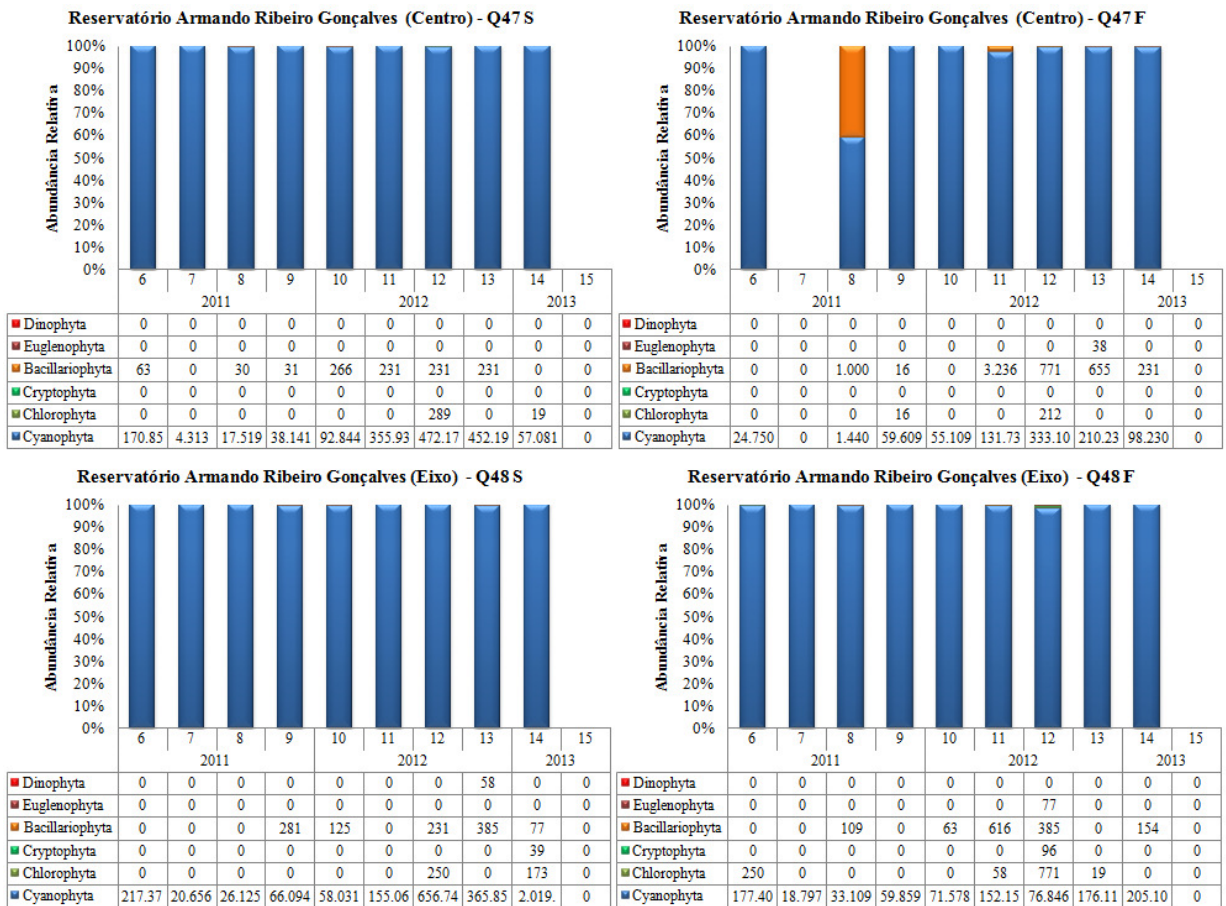 Reservatório Armando Ribeiro Gonçalves (Centro) - Q47 S
Abundância Relativa
100%
90%
80%
70%
60%
50%
40%
30%
20%
10%
0%
6 7 8 9 10 11 12 13 14 15
2011 2012 2013
Dinophyta 0 0 0 0 0 0 0 0 0 0
Euglenophyta 0 0 0 0 0 0 0 0 0 0
Bacillariophyta 63 0 30 31 266 231 231 231 0 0
Cryptophyta 0 0 0 0 0 0 0 0 0 0
Chlorophyta 0 0 0 0 0 0 289 0 19 0
Cyanophyta 170.85 4.313 17.519 38.141 92.844 355.93 472.17 452.19 57.081 0
Reservatório Armando Ribeiro Gonçalves (Centro) - Q47 F
Abundância Relativa
100%
90%
80%
70%
60%
50%
40%
30%
20%
10%
0%
6 7 8 9 10 11 12 13 14 15
2011 2012 2013
Dinophyta 0 0 0 0 0 0 0 0 0 0
Euglenophyta 0 0 0 0 0 0 0 38 0 0
Bacillariophyta 0 0 1.000 16 0 3.236 771 655 231 0
Cryptophyta 0 0 0 0 0 0 0 0 0 0
Chlorophyta 0 0 0 16 0 0 212 0 0 0
Cyanophyta 24.750 0 1.440 59.609 55.109 131.73 333.10 210.23 98.230 0
Reservatório Armando Ribeiro Gonçalves (Eixo) - Q48 S
Abundância Relativa
100%
90%
80%
70%
60%
50%
40%
30%
20%
10%
0%
6 7 8 9 10 11 12 13 14 15
2011 2012 2013
Dinophyta 0 0 0 0 0 0 0 58 0 0
Euglenophyta 0 0 0 0 0 0 0 0 0 0
Bacillariophyta 0 0 0 281 125 0 231 385 77 0
Cryptophyta 0 0 0 0 0 0 0 0 39 0
Chlorophyta 0 0 0 0 0 0 250 0 173 0
Cyanophyta 217.37 20.656 26.125 66.094 58.031 155.06 656.74 365.85 2.019. 0
Reservatório Armando Ribeiro Gonçalves (Eixo) - Q48 F
Abundância Relativa
100%
90%
80%
70%
60%
50%
40%
30%
20%
10%
0%
6 7 8 9 10 11 12 13 14 15
2011 2012 2013
Dinophyta 0 0 0 0 0 0 0 0 0 0
Euglenophyta 0 0 0 0 0 0 77 0 0 0
Bacillariophyta 0 0 109 0 63 616 385 0 154 0
Cryptophyta 0 0 0 0 0 0 96 0 0 0
Chlorophyta 250 0 0 0 0 58 771 19 0 0
Cyanophyta 177.40 18.797 33.109 59.859 71.578 152.15 76.846 176.11 205.10 0